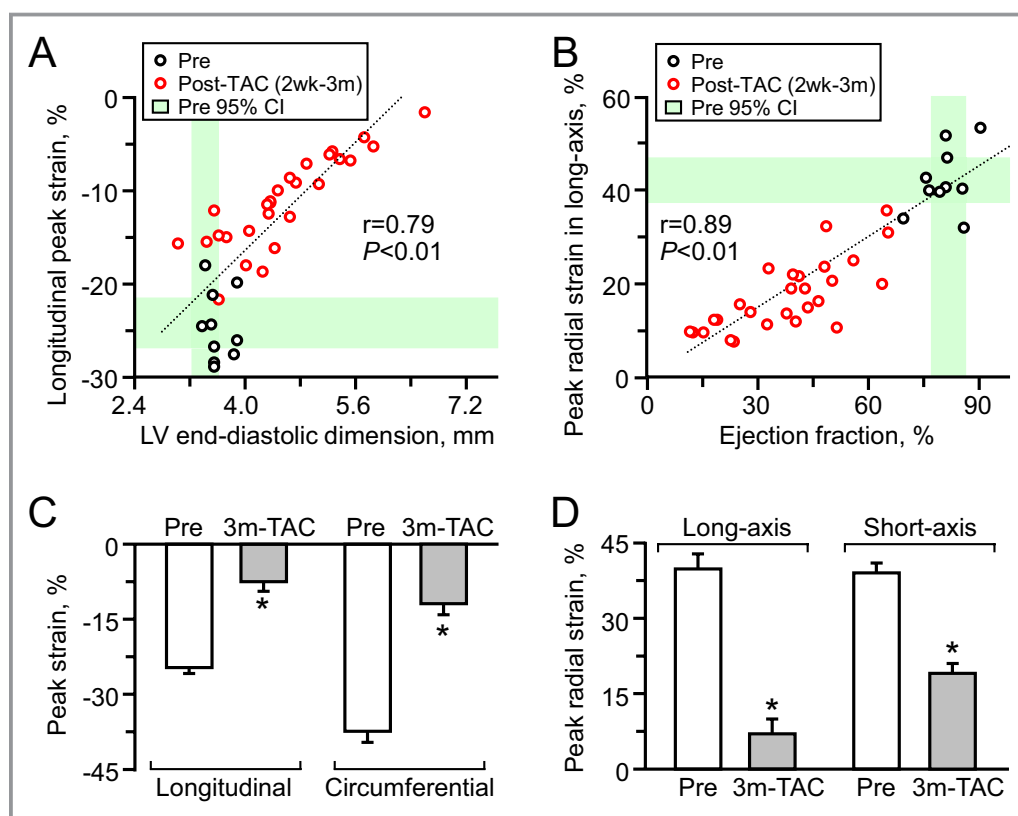 A
Pre
Post-TAC (2wk-3m)
Pre 95% CI
Longitudinal peak strain, %
0
-10
-20
-30
r=0.79
P<0.01
2.4 4.0 5.6 7.2
LV end-diastolic dimension, mm
B
Pre
Post-TAC (2wk-3m)
Pre 95% CI
Peak radial strain in long-axis, %
60
40
20
0
r=0.89
P<0.01
0 30 60 90
Ejection fraction, %
C
Pre 3m-TAC Pre 3m-TAC
Peak strain, %
0
-15
-30
-45
* *
Longitudinal Circumferential
D
Long-axis Short-axis
Peak radial strain, %
45
30
15
0
* *
Pre 3m-TAC Pre 3m-TAC